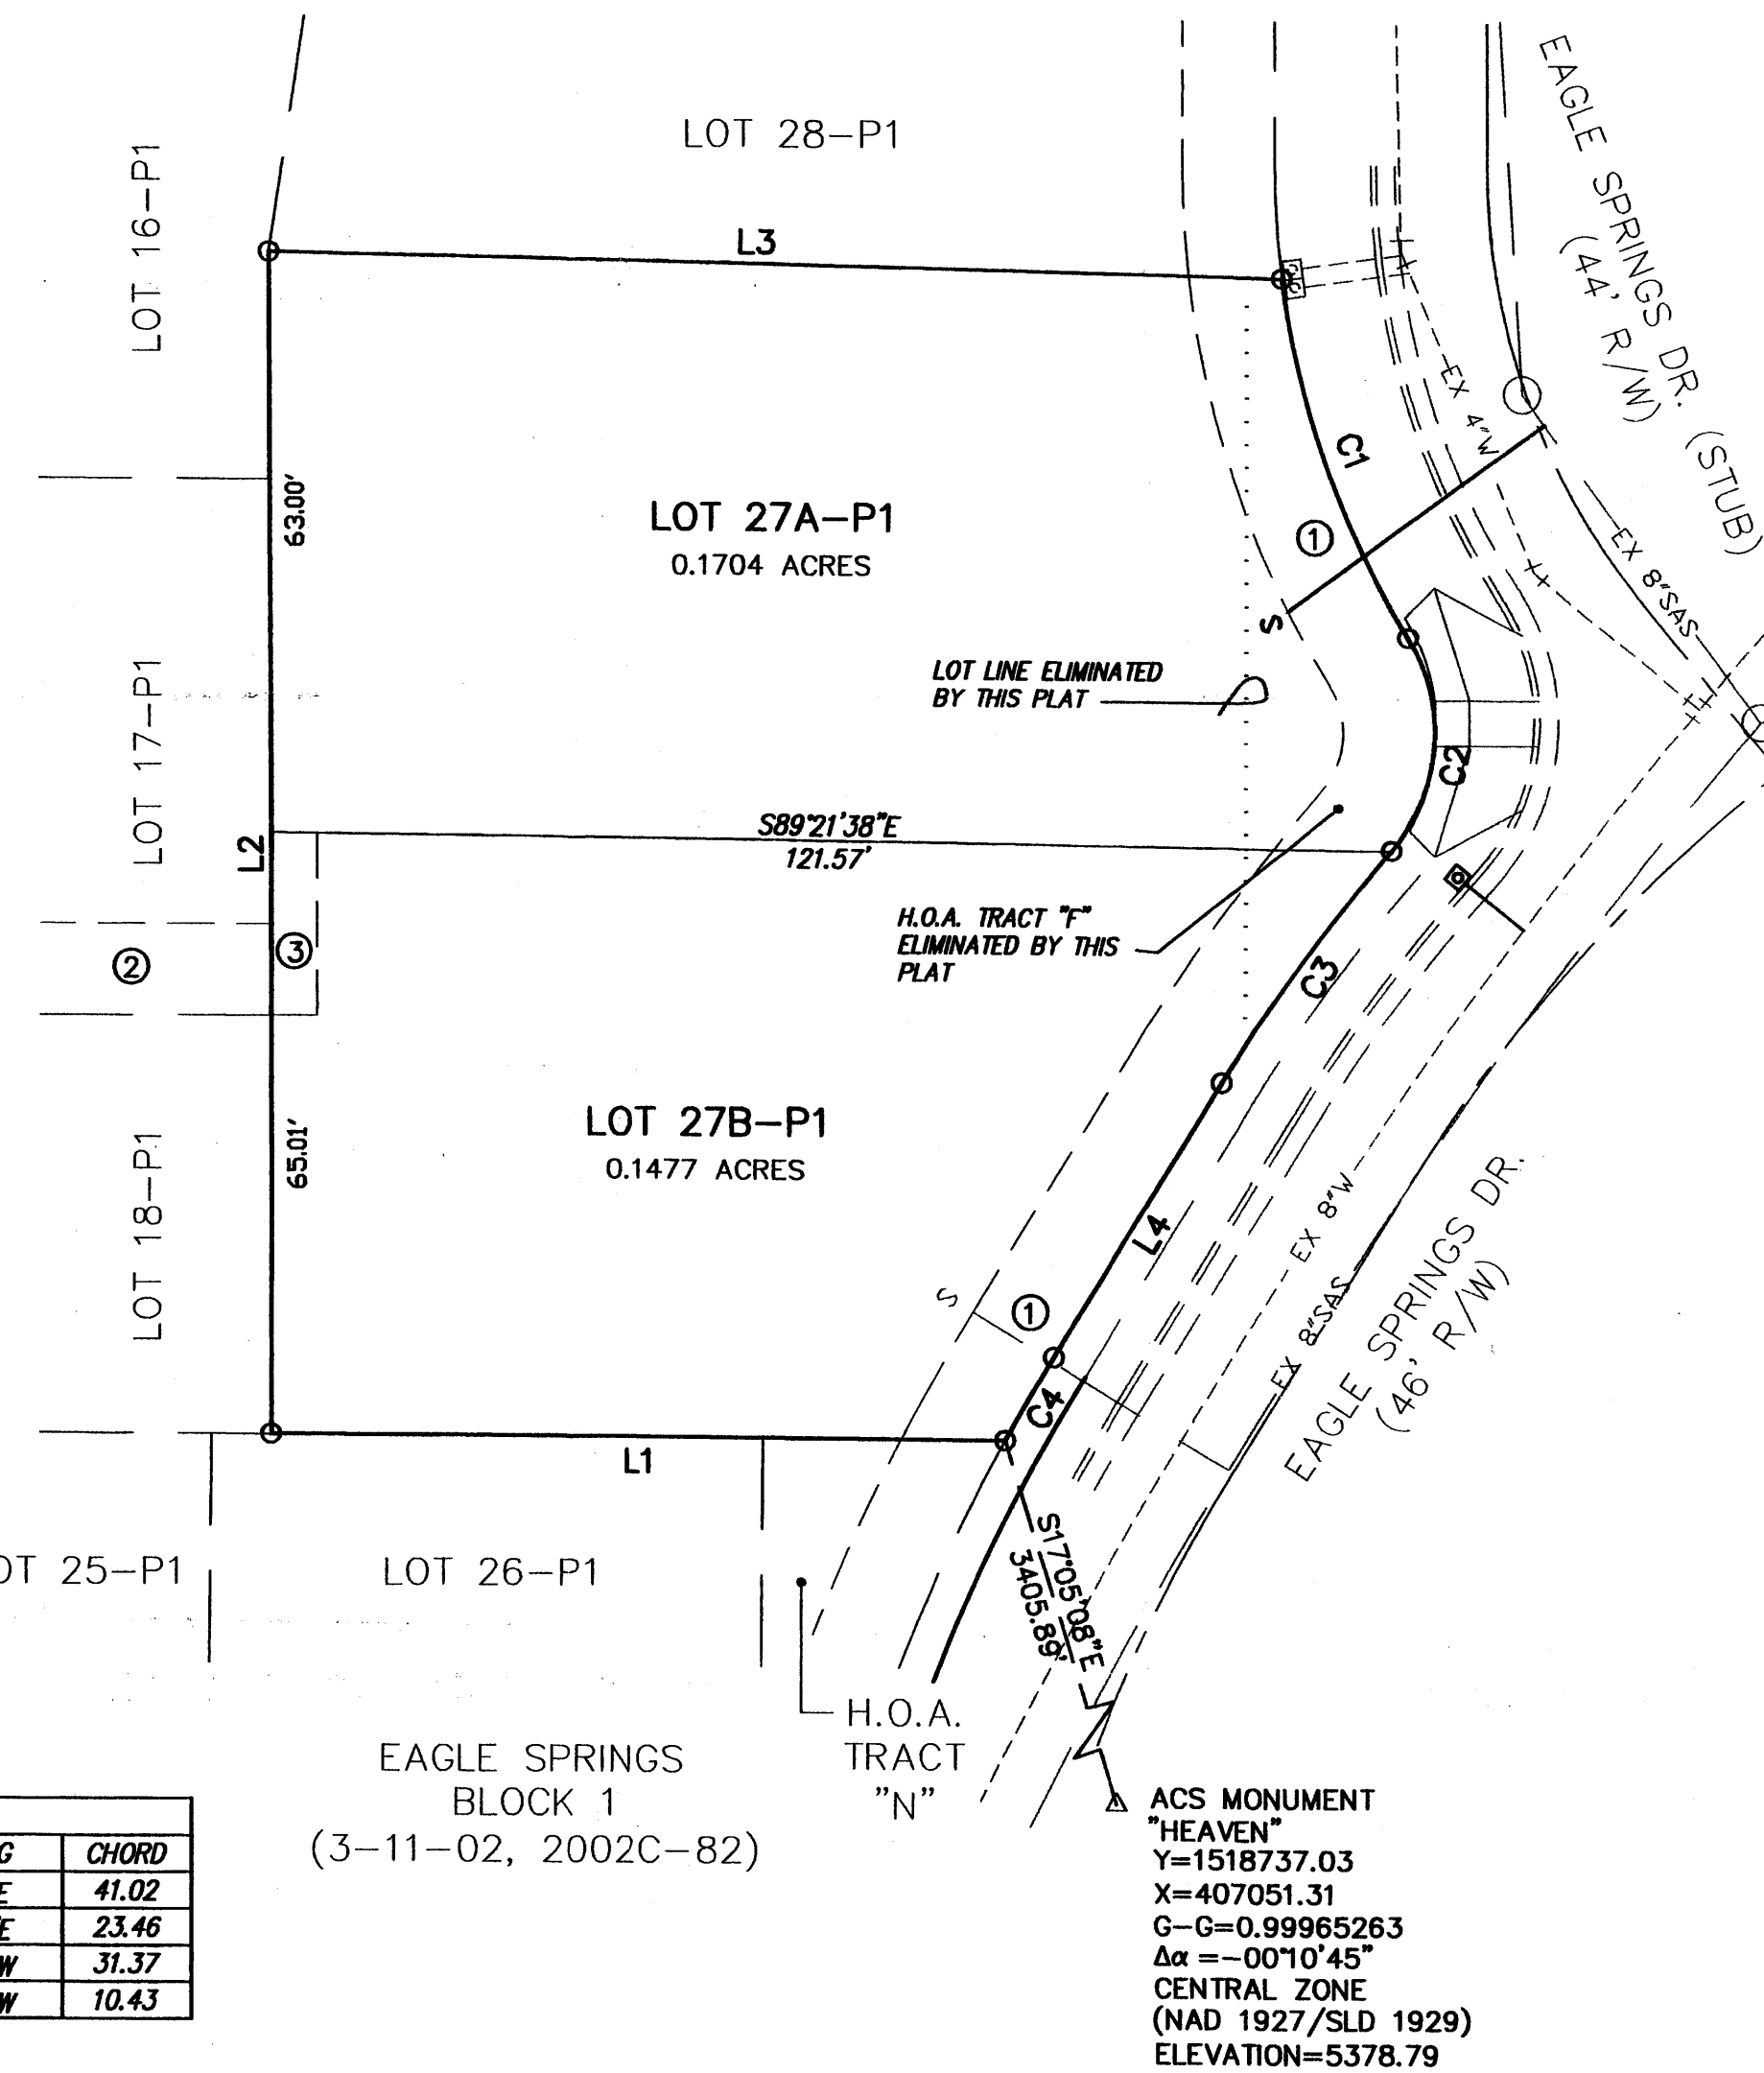 LOT 28–P1
EAGLE SPRINGS DR. (STUB)
(44' R/W)
LOT 16–P1
L3
EX 4"W
C1
63.00'
LOT 27A–P1
0.1704 ACRES
①
S
EX 8"SAS
LOT LINE ELIMINATED
BY THIS PLAT
LOT 17–P1
C2
L2
S89°21'38"E
121.57'
H.O.A. TRACT "F"
ELIMINATED BY THIS
PLAT
②
③
C3
LOT 27B–P1
0.1477 ACRES
65.01'
LOT 18–P1
L4
EX 8"W
S
①
EX 8"SAS
EAGLE SPRINGS DR.
(46' R/W)
C4
L1
S17°05'08"E
3405.89'
OT 25–P1
LOT 26–P1
H.O.A.
TRACT
"N"
EAGLE SPRINGS
BLOCK 1
(3–11–02, 2002C–82)
G CHORD
E 41.02
E 23.46
W 31.37
W 10.43
ACS MONUMENT
"HEAVEN"
Y=1518737.03
X=407051.31
G–G=0.99965263
Δα =–00°10'45"
CENTRAL ZONE
(NAD 1927/SLD 1929)
ELEVATION=5378.79